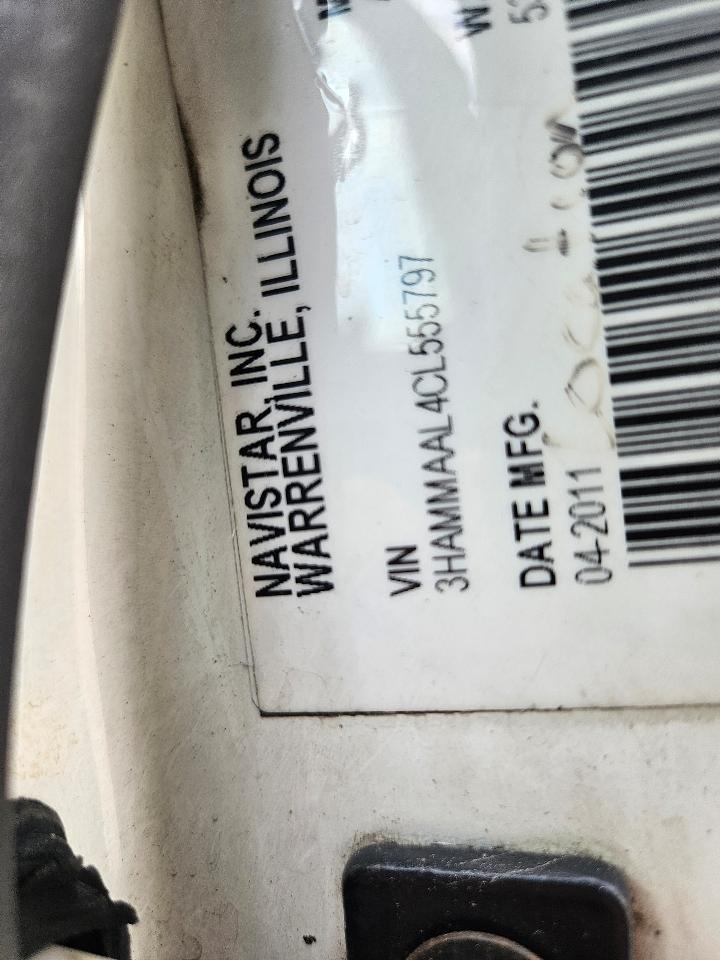 NAVISTAR, INC.
WARRENVILLE, ILLINOIS
VIN
3HAMMAAL4CL555797
DATE MFG.
04-2011